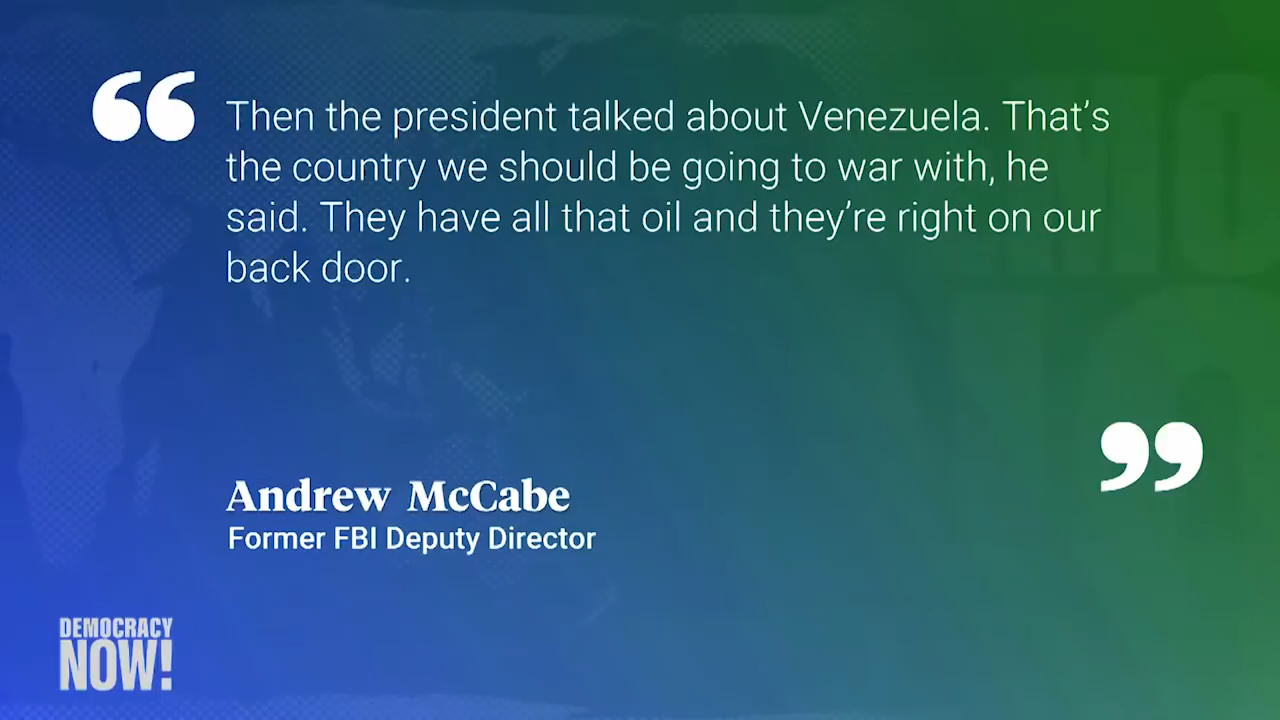 “
Then the president talked about Venezuela. That’s
the country we should be going to war with, he
said. They have all that oil and they’re right on our
back door.
”
Andrew McCabe
Former FBI Deputy Director
DEMOCRACY
NOW!